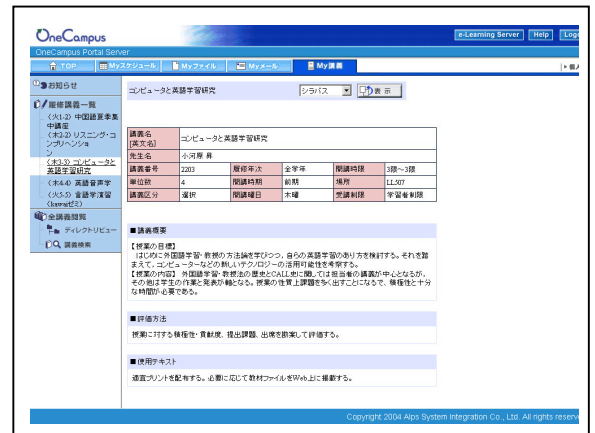 OneCampus
e-Learning Server Help Logo
OneCampus Portal Server
TOP Myスケジュール Myファイル Myメール My講義
個人
お知らせ
履修講義一覧
(火1-2) 中国語夏季集
中講座
(木2-2) リスニング・コ
ンプリヘンショ
ン
(木3-3) コンピュータと
英語学習研究
(木4-4) 英語音声学
(火5-5) 言語学演習
(kawaiゼミ)
全講義閲覧
ディレクトリビュー
講義検索
コンピュータと英語学習研究 シラバス 表示
講義名
[英文名] コンピュータと英語学習研究
先生名 小河原 昇
講義番号 2203 履修年次 全学年 開講時限 3限～3限
単位数 4 開講時期 前期 場所 LL507
講義区分 選択 開講曜日 木曜 受講制限 学習者制限
■講義概要
【授業の目標】
はじめに外国語学習・教授の方法論を学びつつ、自らの英語学習のあり方を検討する。それを踏
まえて、コンピューターなどの新しいテクノロジーの活用可能性を考察する。
【授業の内容】 外国語学習・教授法の歴史とCALL史に関しては担当者の講義が中心となるが、
その他は学生の作業と発表が軸となる。授業の性質上課題を多く出すことになるので、積極性と十分
な時間が必要である。
■評価方法
授業に対する積極性・貢献度、提出課題、出席を勘案して評価する。
■使用テキスト
適宜プリントを配布する。必要に応じて教材ファイルをWeb上に掲載する。
Copyright 2004 Alps System Integration Co., Ltd. All rights reserve